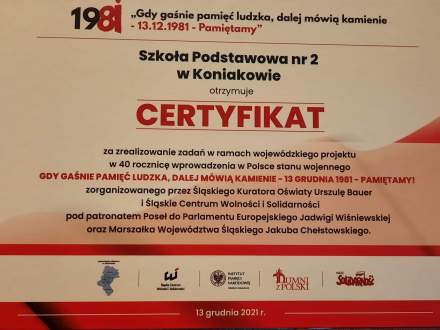 1981
„Gdy gaśnie pamięć ludzka, dalej mówią kamienie
- 13.12.1981 - Pamiętamy”
Szkoła Podstawowa nr 2
w Koniakowie
otrzymuje
CERTYFIKAT
za zrealizowanie zadań w ramach wojewódzkiego projektu
w 40 rocznicę wprowadzenia w Polsce stanu wojennego
GDY GAŚNIE PAMIĘĆ LUDZKA, DALEJ MÓWIĄ KAMIENIE - 13 GRUDNIA 1981 - PAMIĘTAMY!
zorganizowanego przez Śląskiego Kuratora Oświaty Urszulę Bauer
i Śląskie Centrum Wolności i Solidarności
pod patronatem Poseł do Parlamentu Europejskiego Jadwigi Wiśniewskiej
oraz Marszałka Województwa Śląskiego Jakuba Chełstowskiego.
Śląskie Centrum
Wolności i Solidarności
INSTYTUT
PAMIĘCI
NARODOWEJ
DUMNI
Z POLSKI
SOLIDARNOŚĆ
13 grudnia 2021 r.